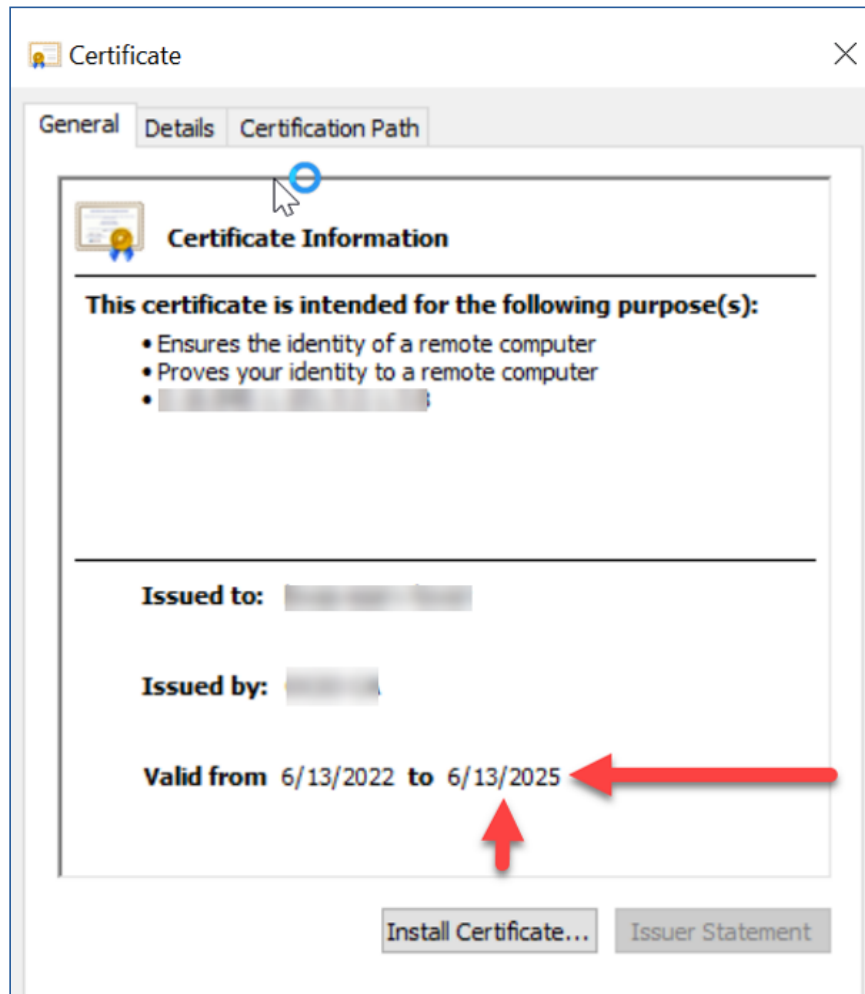 Certificate
General Details Certification Path
Certificate Information
This certificate is intended for the following purpose(s):
• Ensures the identity of a remote computer
• Proves your identity to a remote computer
•
Issued to:
Issued by:
Valid from 6/13/2022 to 6/13/2025
Install Certificate... Issuer Statement